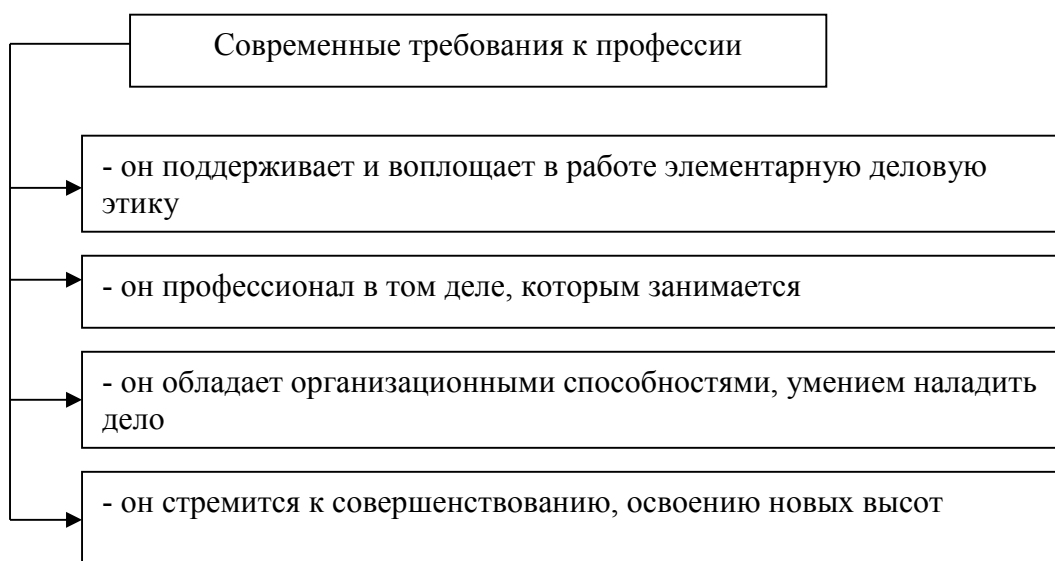 Современные требования к профессии
- он поддерживает и воплощает в работе элементарную деловую
этику
- он профессионал в том деле, которым занимается
- он обладает организационными способностями, умением наладить
дело
- он стремится к совершенствованию, освоению новых высот